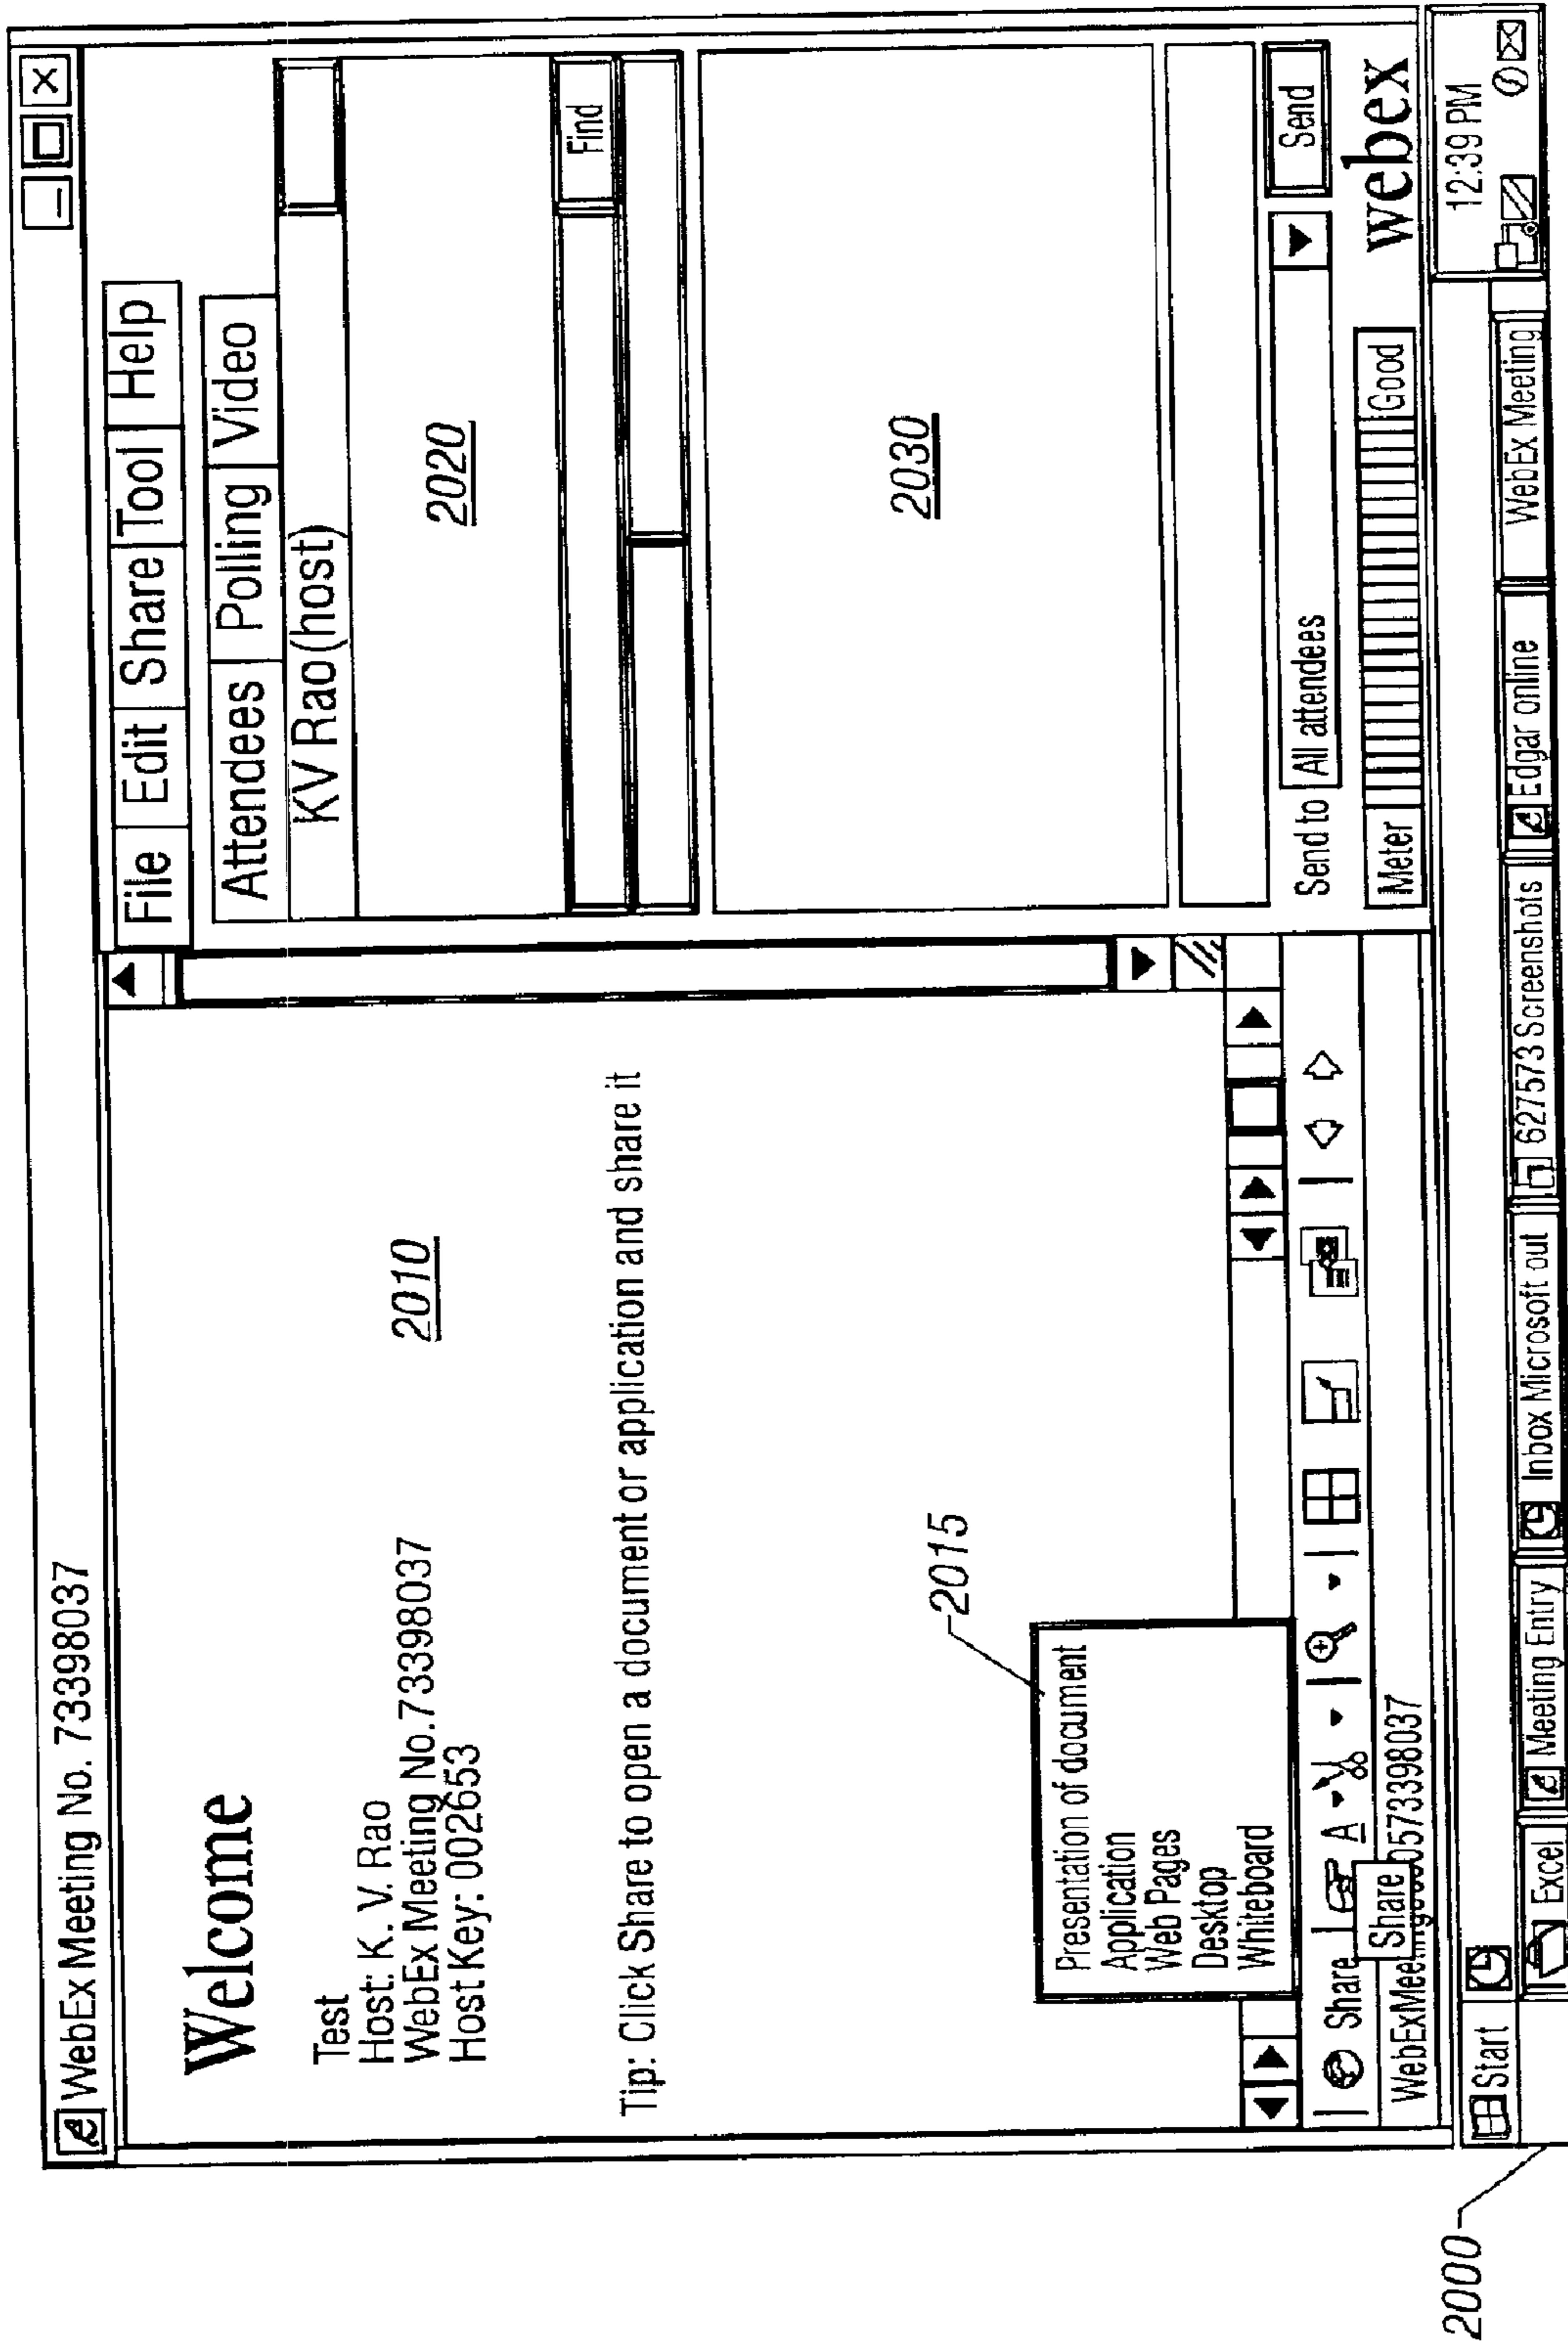 WebEx Meeting No. 73398037
Welcome
Test
Host: K. V. Rao
WebEx Meeting No.73398037
Host Key: 002653
2010
Tip: Click Share to open a document or application and share it
2015
Presentation of document
Application
Web Pages
Desktop
Whiteboard
Share
A
Share
File Edit Share Tool Help
Attendees Polling Video
KV Rao (host)
2020
Find
2030
Send to All attendees
Send
Meter
Good
webex
Start
12:39 PM
Excel
Meeting Entry
Inbox Microsoft out
627573 Screenshots
Edgar online
WebEx Meeting
2000